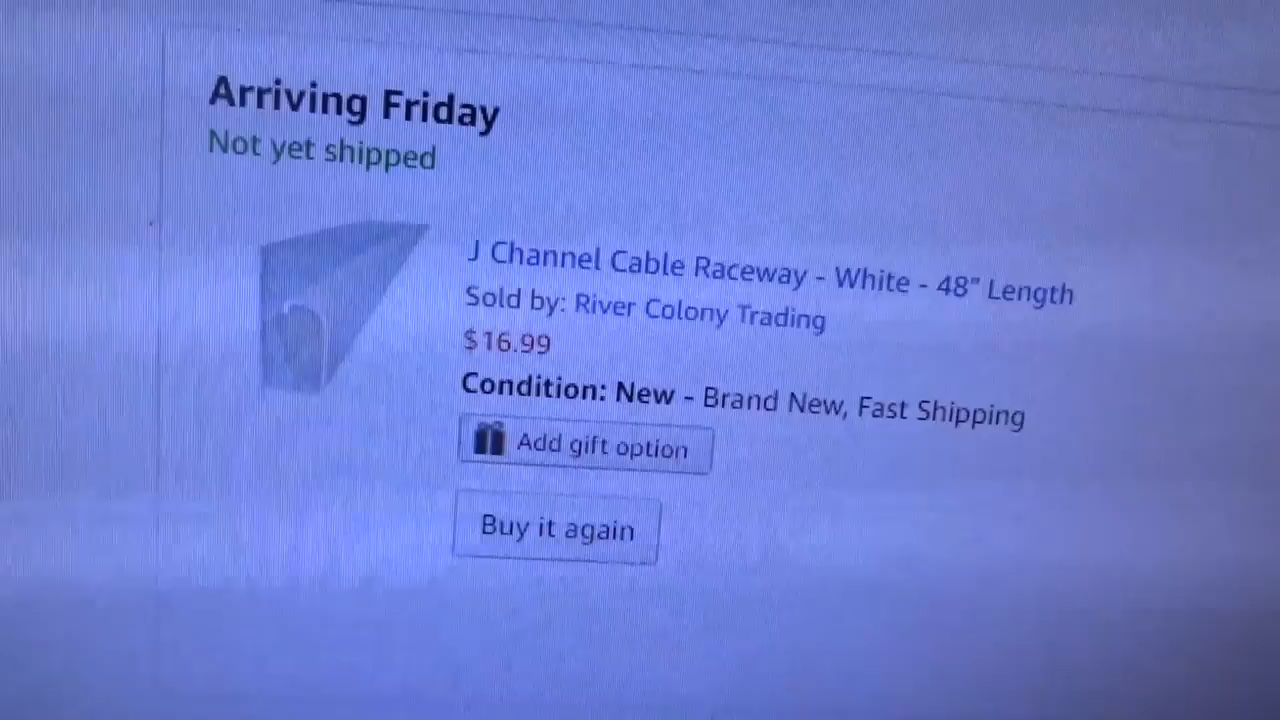 Arriving Friday
Not yet shipped
J Channel Cable Raceway - White - 48" Length
Sold by: River Colony Trading
$16.99
Condition: New - Brand New, Fast Shipping
Add gift option
Buy it again